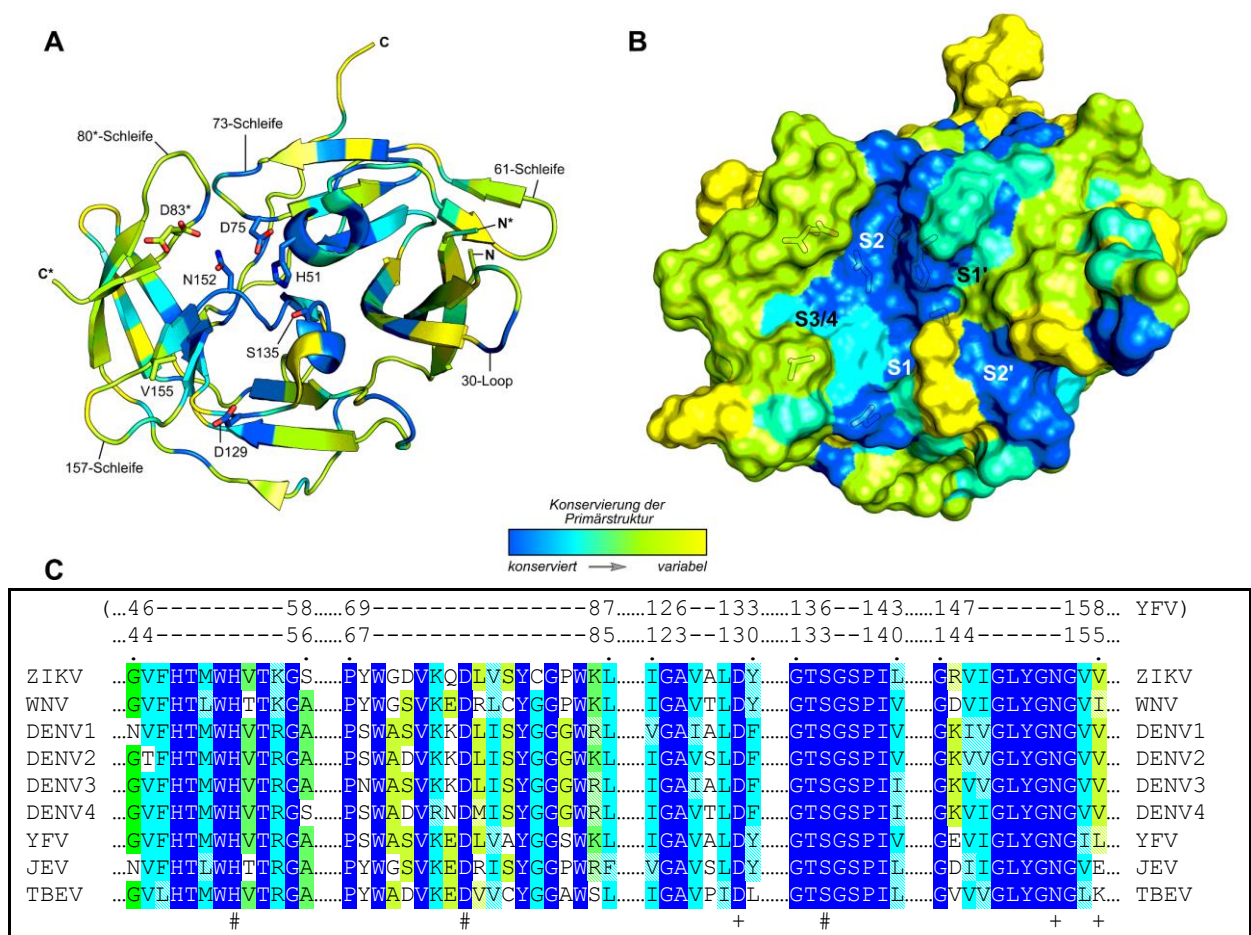 A
B
C
80*-Schleife
73-Schleife
61-Schleife
D83*
D75
N*
N
C*
N152
H51
S135
30-Loop
V155
D129
157-Schleife
S2
S1'
S3/4
S1
S2'
Konservierung der
Primärstruktur
konserviert
variabel
C
(…46----------58……69---------------87……126--133……136--143……147------158… YFV)
…44----------56……67---------------85……123--130……133--140……144------155…
ZIKV …GVFHTMWHVTKGS…PYWGDVKQDLVSYCGPWKL…IGAVALDY…GTSGSPIL…GRVIGLYGNGVV… ZIKV
WNV …GVFHTLWHTTKGA…PYWGSVKEDRLCYGGPWKL…IGAVTLDY…GTSGSPIV…GDVIGLYGNGVI… WNV
DENV1 …NVFHTMWHVTRGA…PSWASVKKDLISYGGGWRL…VGAIALDF…GTSGSPIV…GKIVGLYGNGVV… DENV1
DENV2 …GTFHTMWHVTRGA…PSWADVKKDLISYGGGWKL…IGAVSLDF…GTSGSPIV…GKVVGLYGNGVV… DENV2
DENV3 …GVFHTMWHVTRGA…PNWASVKKDLISYGGGWRL…IGAIALDF…GTSGSPII…GKVVGLYGNGVV… DENV3
DENV4 …GVFHTMWHVTRGS…PSWADVRNDMISYGGGWRL…IGAVTLDF…GTSGSPII…GKVIGLYGNGVV… DENV4
YFV …GVFHTMWHVTRGA…PSWASVKEDLVAYGGSWKL…IGAVALDY…GTSGSPIV…GEVIGLYGNGIL… YFV
JEV …NVFHTLWHTTRGA…PYWGSVKEDRISYGGPWRF…VGAVSLDY…GTSGSPIV…GDIIGLYGNGVE… JEV
TBEV …GVLHTMWHVTRGA…PYWADVKEDVVCYGGAWSL…IGAVPIDL…GTSGSPIL…GVVVGLYGNGLK… TBEV
# # + # + +